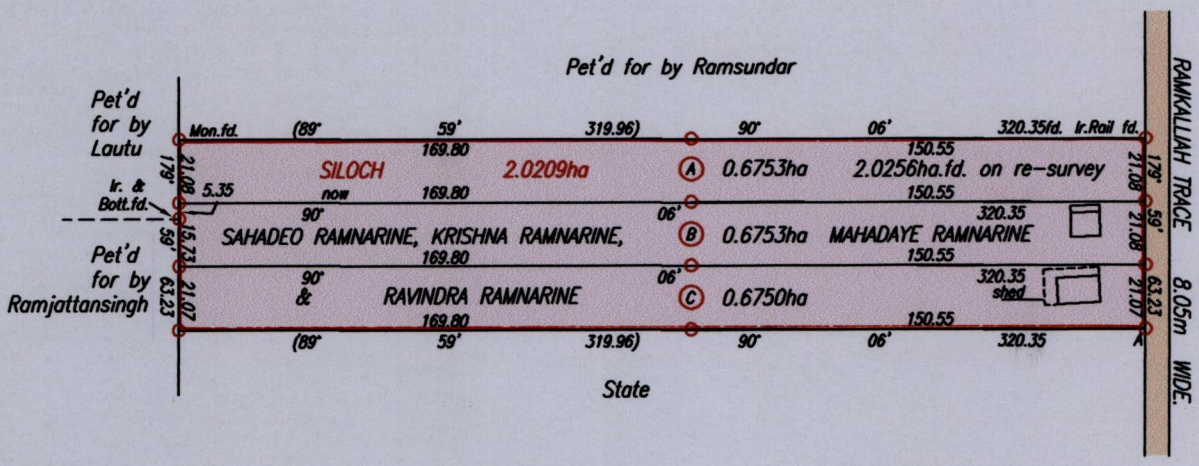 Pet'd for by Ramsundar
Pet'd
for by
Lautu
Mon.fd.
(89° 59' 319.96)
90° 06' 320.35fd. Ir.Rail fd.
169.80
150.55
SILOCH 2.0209ha
A 0.6753ha 2.0256ha.fd. on re-survey
179°
21.08
21.08
179°
Ir. &
Bott.fd.
5.35
now
169.80
150.55
90° 06'
320.35
SAHADEO RAMNARINE, KRISHNA RAMNARINE,
B 0.6753ha MAHADAYE RAMNARINE
59'
15.73
21.08
59'
Pet'd
for by
Ramjattansingh
169.80
150.55
90° 06'
320.35
shed
& RAVINDRA RAMNARINE
C 0.6750ha
63.23
21.07
21.07
63.23
169.80
150.55
(89° 59' 319.96)
90° 06' 320.35
A
State
RAMKALLIAH TRACE 8.05m WIDE.